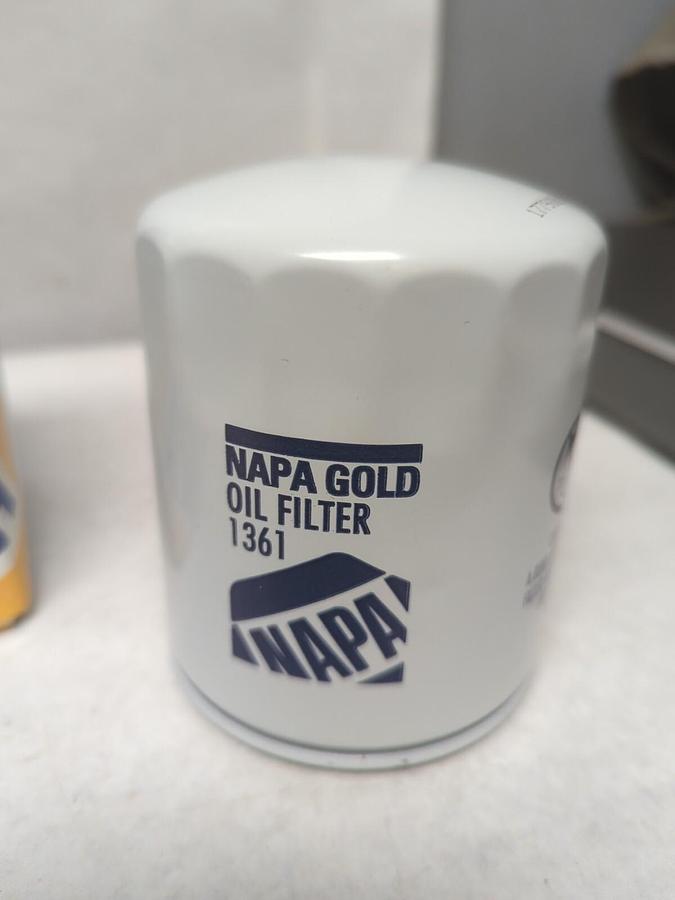 NAPA GOLD
OIL FILTER
1361
NAPA